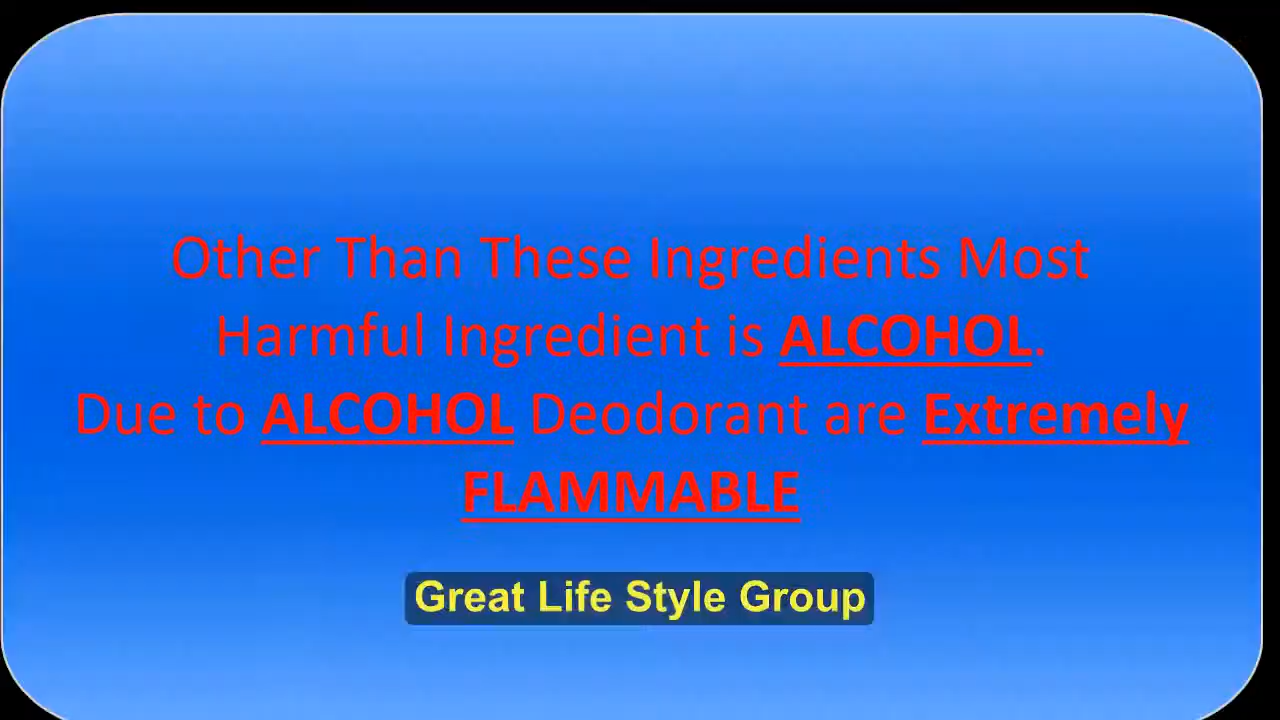 Other Than These Ingredients Most
Harmful Ingredient is ALCOHOL.
Due to ALCOHOL Deodorant are Extremely
FLAMMABLE
Great Life Style Group